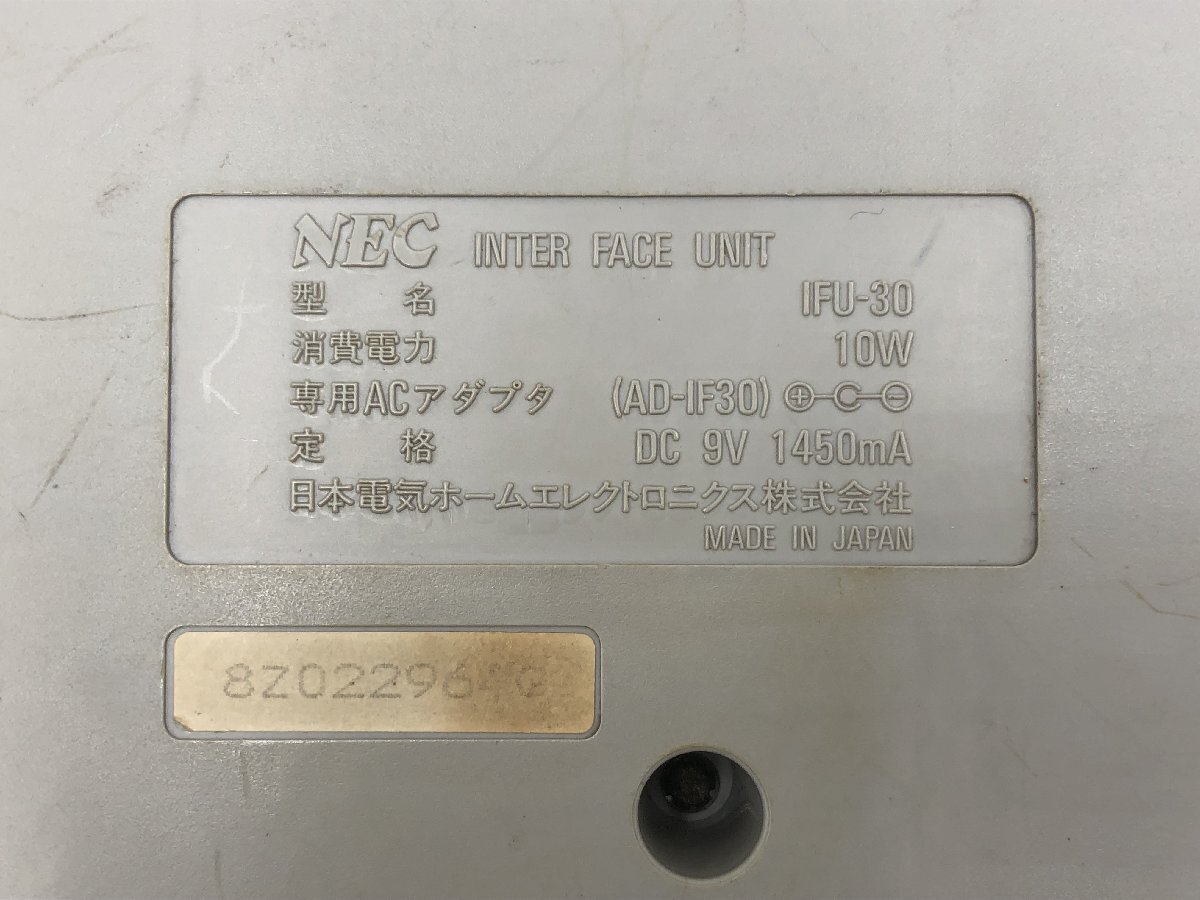 NEC INTER FACE UNIT
型名 IFU-30
消費電力 10W
専用ACアダプタ (AD-IF30) ⊕-C-⊖
定格 DC 9V 1450mA
日本電気ホームエレクトロニクス株式会社
MADE IN JAPAN